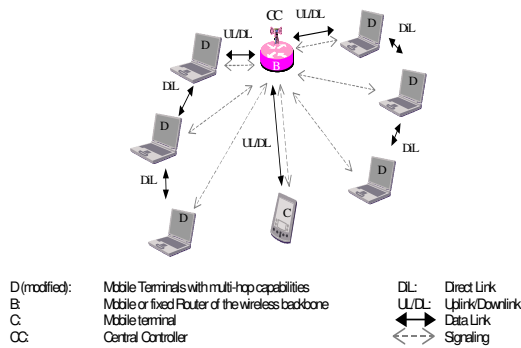 CC
UL/DL
UL/DL
D
D
DiL
B
D
DiL
DiL
D
UL/DL
D
DiL
D
C
D
D (modified): Mobile Terminals with multi-hop capabilities DiL: Direct Link
B: Mobile or fixed Router of the wireless backbone UL/DL: Uplink/Downlink
C: Mobile terminal Data Link
CC: Central Controller Signaling